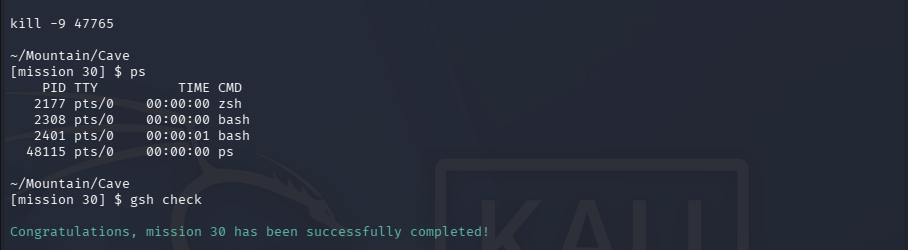 kill -9 47765
~/Mountain/Cave
[mission 30] $ ps
    PID TTY          TIME CMD
   2177 pts/0    00:00:00 zsh
   2308 pts/0    00:00:00 bash
   2401 pts/0    00:00:01 bash
  48115 pts/0    00:00:00 ps
~/Mountain/Cave
[mission 30] $ gsh check
Congratulations, mission 30 has been successfully completed!
KALI